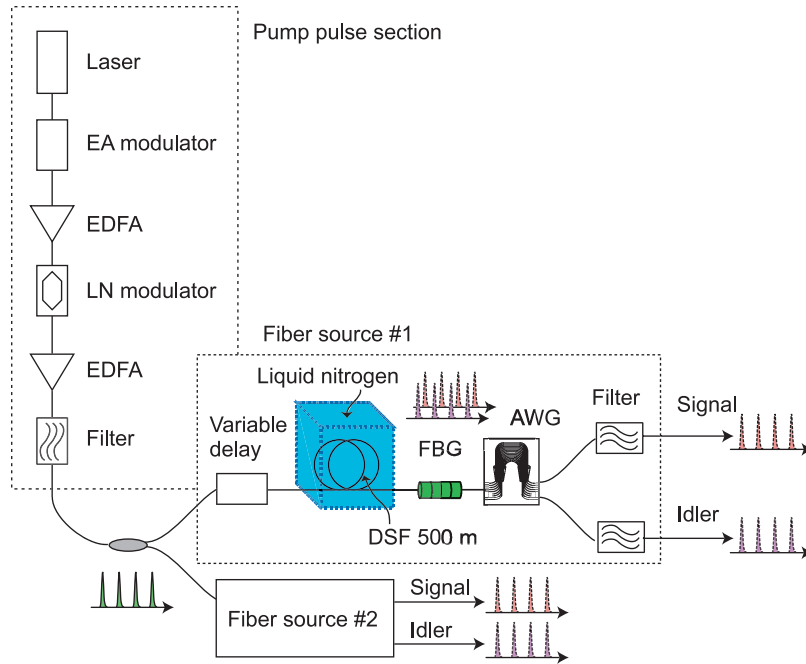 Pump pulse section
Laser
EA modulator
EDFA
LN modulator
EDFA
Filter
Fiber source #1
Liquid nitrogen
Variable
delay
FBG
AWG
Filter
Signal
DSF 500 m
Idler
Fiber source #2
Signal
Idler